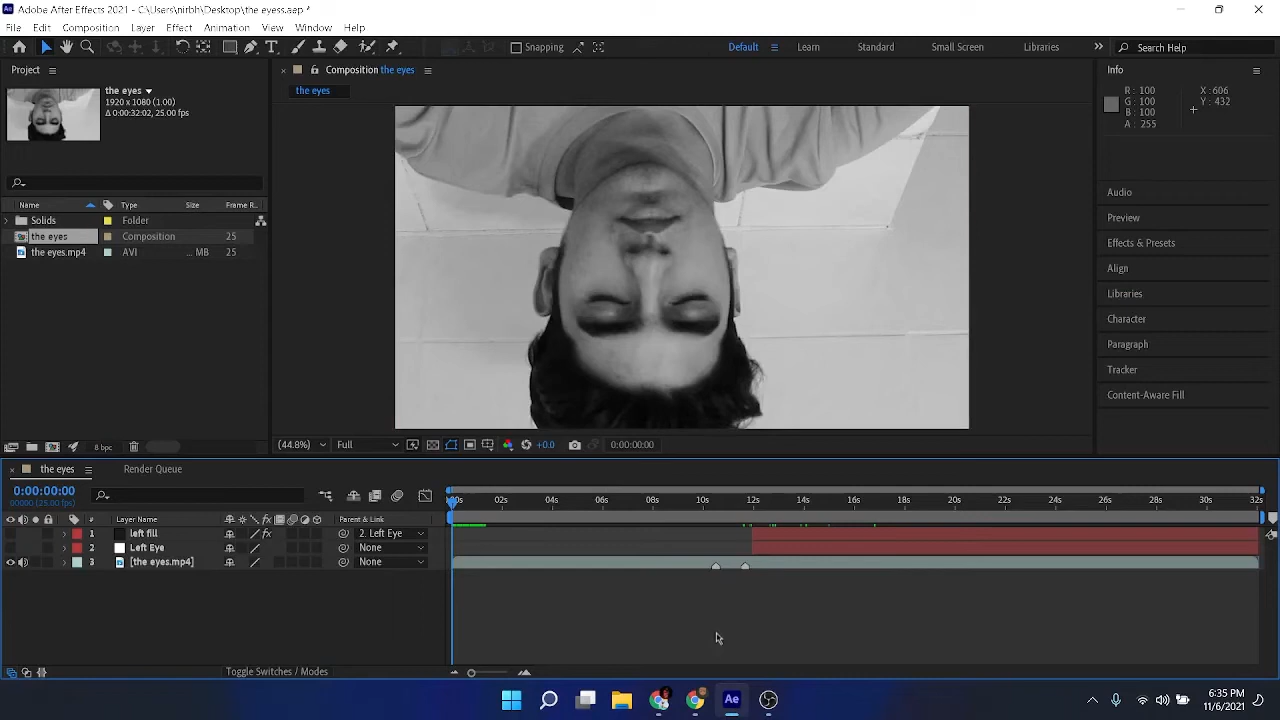 Adobe After Effects 2021 - C:\Users\nirbh\Desktop\the eyes.aep *
File Edit Composition Layer Effect Animation View Window Help
Snapping Default Learn Standard Small Screen Libraries Search Help
Project
the eyes
1920 x 1080 (1.00)
Δ 0:00:32:02, 25.00 fps
Name Type Size Frame R..
Solids Folder
the eyes Composition 25
the eyes.mp4 AVI ... MB 25
8 bpc
Composition the eyes
the eyes
(44.8%) Full +0.0 0:00:00:00
Info
R : 100
G : 100
B : 100
A : 255
X : 606
Y : 432
Audio
Preview
Effects & Presets
Align
Libraries
Character
Paragraph
Tracker
Content-Aware Fill
the eyes Render Queue
0:00:00:00
00000 (25.00 fps)
02s 04s 06s 08s 10s 12s 14s 16s 18s 20s 22s 24s 26s 28s 30s 32s
# Layer Name fx Parent & Link
1 left fill fx 2. Left Eye
2 Left Eye None
3 [the eyes.mp4] None
Toggle Switches / Modes
Ae
6:35 PM
11/6/2021